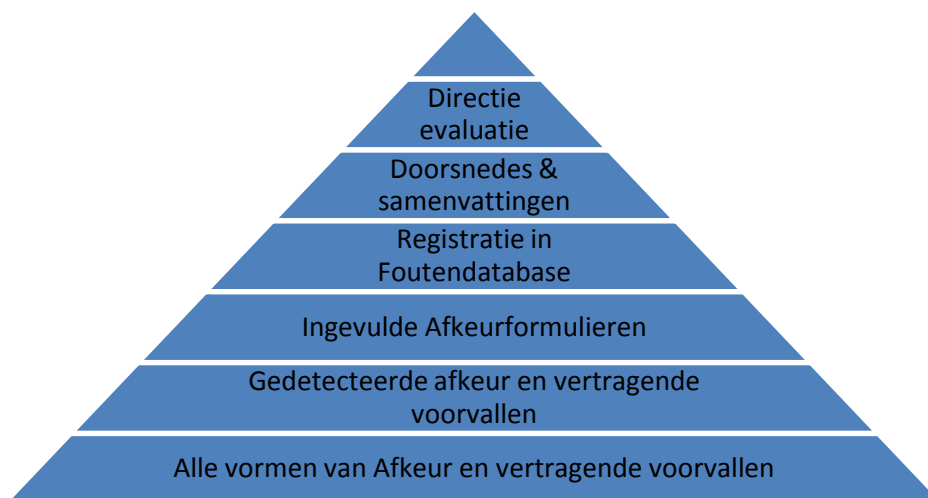 Directie
evaluatie
Doorsnedes &
samenvattingen
Registratie in
Foutendatabase
Ingevulde Afkeurformulieren
Gedetecteerde afkeur en vertragende
voorvallen
Alle vormen van Afkeur en vertragende voorvallen